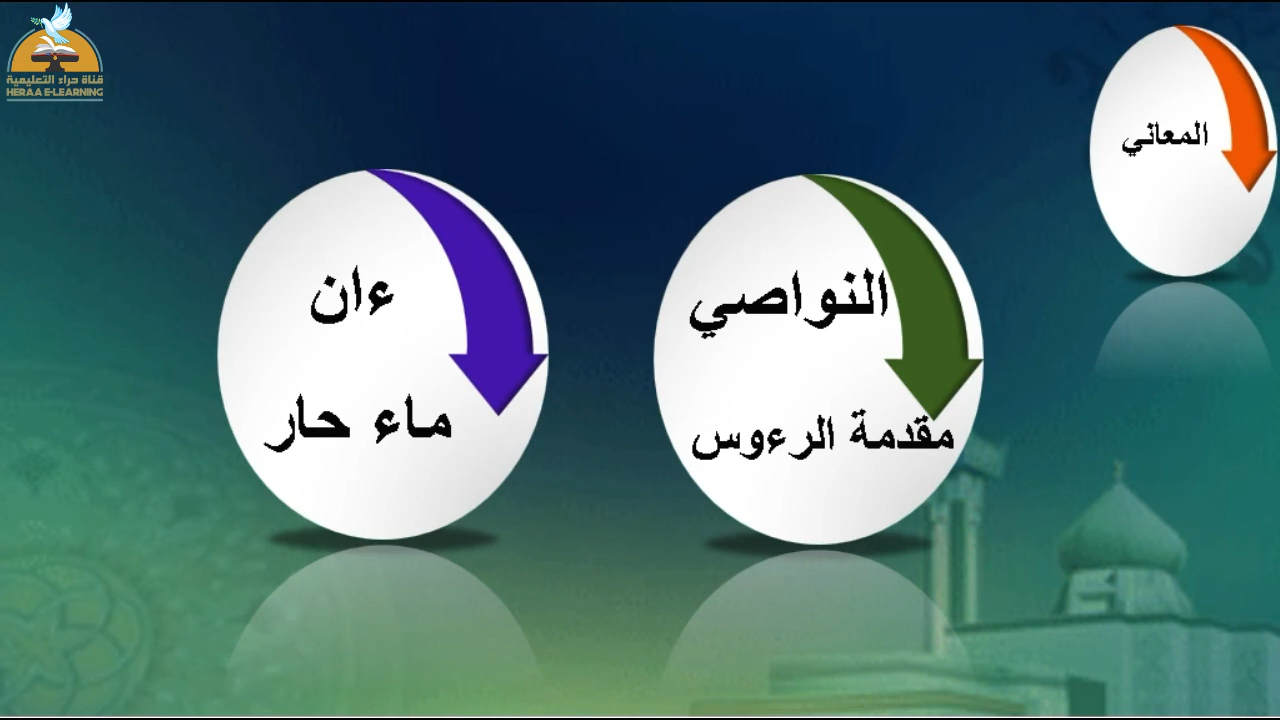 قناة حراء التعليمية
HERAA E-LEARNING
المعاني
النواصي
مقدمة الرءوس
ءان
ماء حار